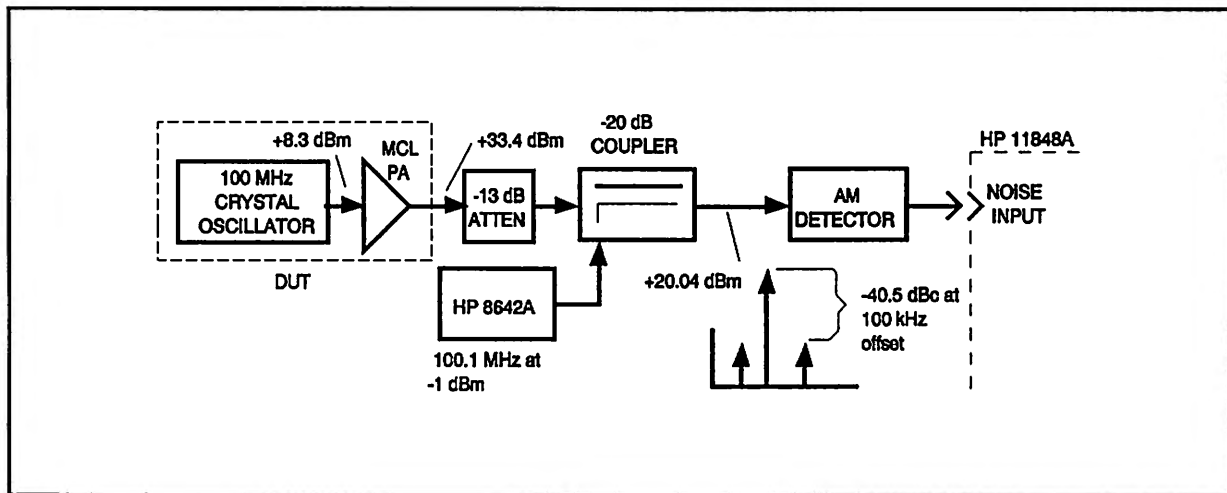 +8.3 dBm
MCL
PA
+33.4 dBm
-20 dB
COUPLER
HP 11848A
100 MHz
CRYSTAL
OSCILLATOR
-13 dB
ATTEN
AM
DETECTOR
NOISE
INPUT
DUT
HP 8642A
+20.04 dBm
-40.5 dBc at
100 kHz
offset
100.1 MHz at
-1 dBm